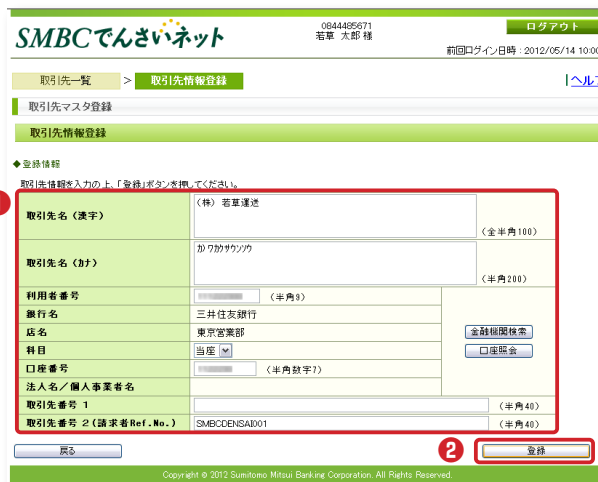 SMBCでんさいネット
0844485671
若草 太郎 様
ログアウト
前回ログイン日時：2012/05/14 10:00
取引先一覧 > 取引先情報登録
|ヘルプ
取引先マスタ登録
取引先情報登録
◆登録情報
取引先情報を入力の上、「登録」ボタンを押してください。
取引先名（漢字）
（株） 若草運送
（全半角100）
取引先名（カナ）
カ) ワカクサウンソウ
（半角200）
利用者番号
（半角9）
銀行名
三井住友銀行
店名
東京営業部
金融機関検索
科目
当座
口座照会
口座番号
（半角数字7）
法人名／個人事業者名
取引先番号 1
（半角40）
取引先番号 2(請求者Ref.No.)
SMBCDENSAI001
（半角40）
戻る
2
登録
Copyright © 2012 Sumitomo Mitsui Banking Corporation. All Rights Reserved.